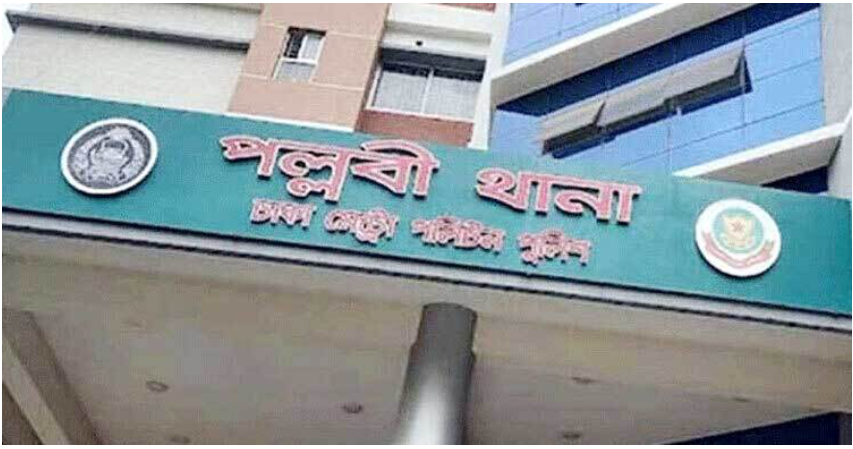 পল্লবী থানা
ঢাকা মেট্রো পলিটন পুলিশ